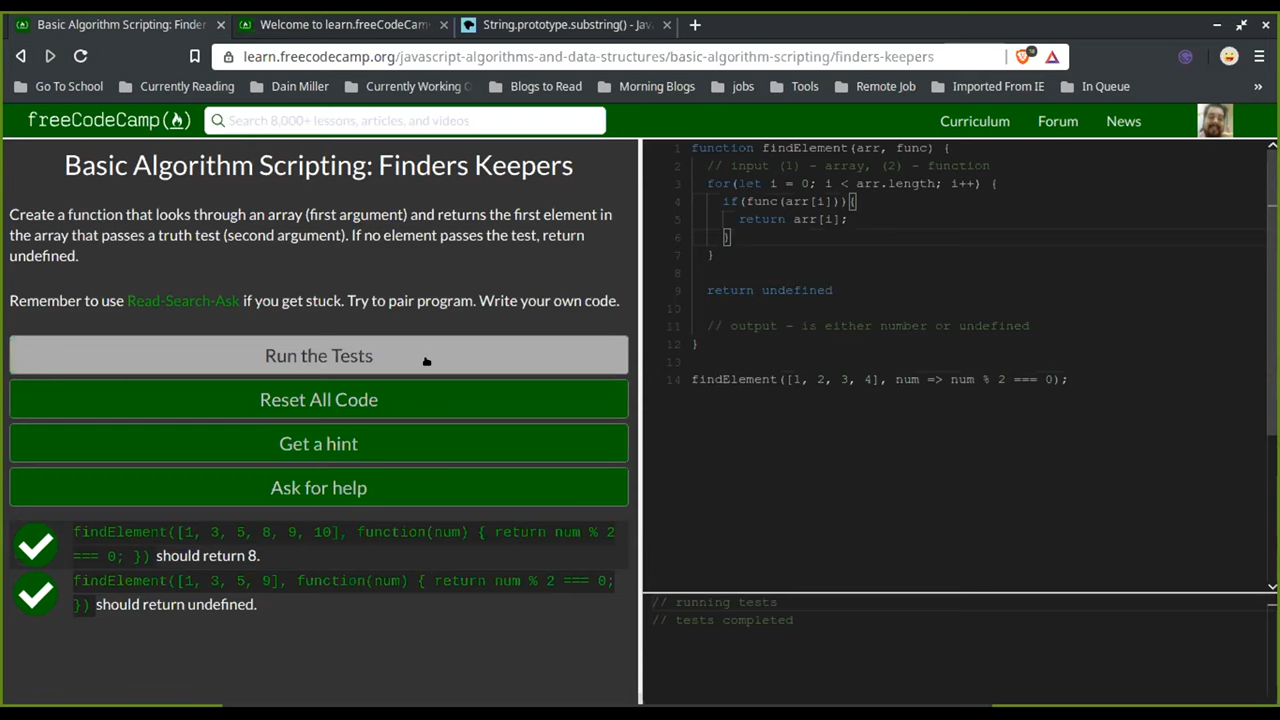 Basic Algorithm Scripting: Finder
Welcome to learn.freeCodeCam
String.prototype.substring() - Jav
learn.freecodecamp.org/javascript-algorithms-and-data-structures/basic-algorithm-scripting/finders-keepers
Go To School
Currently Reading
Dain Miller
Currently Working
Blogs to Read
Morning Blogs
jobs
Tools
Remote Job
Imported From IE
In Queue
»
freeCodeCamp
Search 8,000+ lessons, articles, and videos
Curriculum
Forum
News
Basic Algorithm Scripting: Finders Keepers
Create a function that looks through an array (first argument) and returns the first element in
the array that passes a truth test (second argument). If no element passes the test, return
undefined.
Remember to use Read-Search-Ask if you get stuck. Try to pair program. Write your own code.
Run the Tests
Reset All Code
Get a hint
Ask for help
findElement([1, 3, 5, 8, 9, 10], function(num) { return num % 2
=== 0; }) should return 8.
findElement([1, 3, 5, 9], function(num) { return num % 2 === 0;
}) should return undefined.
1 function findElement(arr, func) {
2 // input (1) - array, (2) - function
3 for(let i = 0; i < arr.length; i++) {
4 if(func(arr[i])){
5 return arr[i];
6 }
7 }
8
9 return undefined
10
11 // output - is either number or undefined
12 }
13
14 findElement([1, 2, 3, 4], num => num % 2 === 0);
// running tests
// tests completed